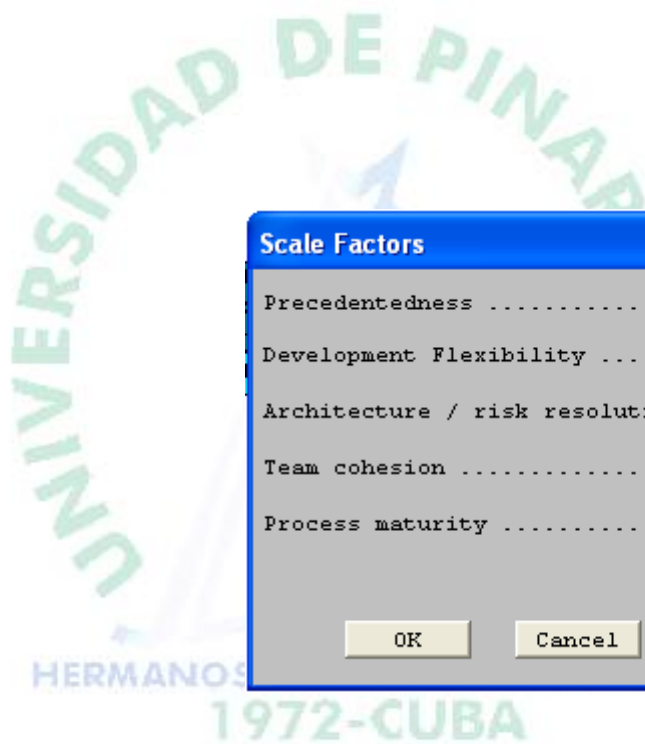 UNIVERSIDAD DE PINAR
Scale Factors
Precedentedness ...........
Development Flexibility ...
Architecture / risk resoluti
Team cohesion .............
Process maturity ..........
OK Cancel
HERMANOS
1972-CUBA